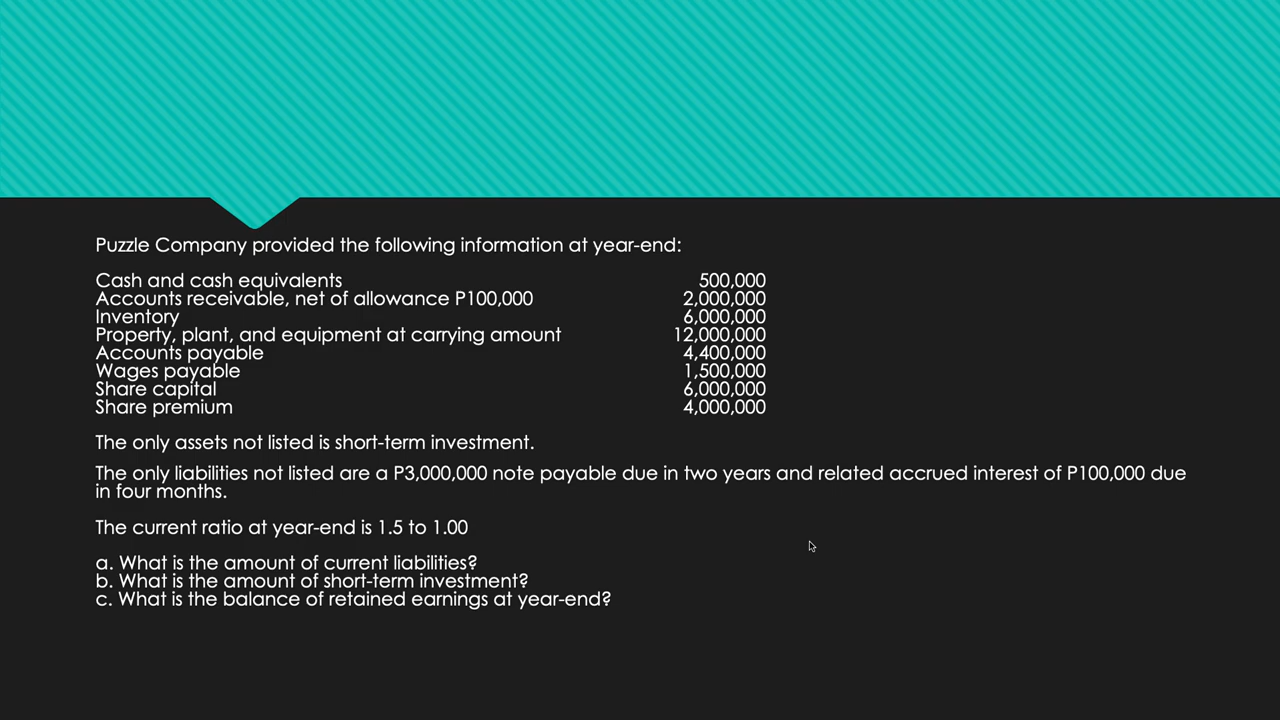 Puzzle Company provided the following information at year-end:
Cash and cash equivalents 500,000
Accounts receivable, net of allowance P100,000 2,000,000
Inventory 6,000,000
Property, plant, and equipment at carrying amount 12,000,000
Accounts payable 4,400,000
Wages payable 1,500,000
Share capital 6,000,000
Share premium 4,000,000
The only assets not listed is short-term investment.
The only liabilities not listed are a P3,000,000 note payable due in two years and related accrued interest of P100,000 due
in four months.
The current ratio at year-end is 1.5 to 1.00
a. What is the amount of current liabilities?
b. What is the amount of short-term investment?
c. What is the balance of retained earnings at year-end?